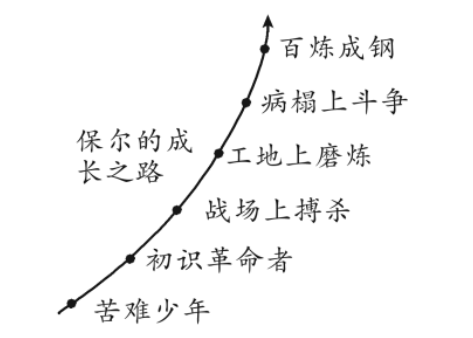 百炼成钢
病榻上斗争
保尔的成
长之路
工地上磨炼
战场上搏杀
初识革命者
苦难少年